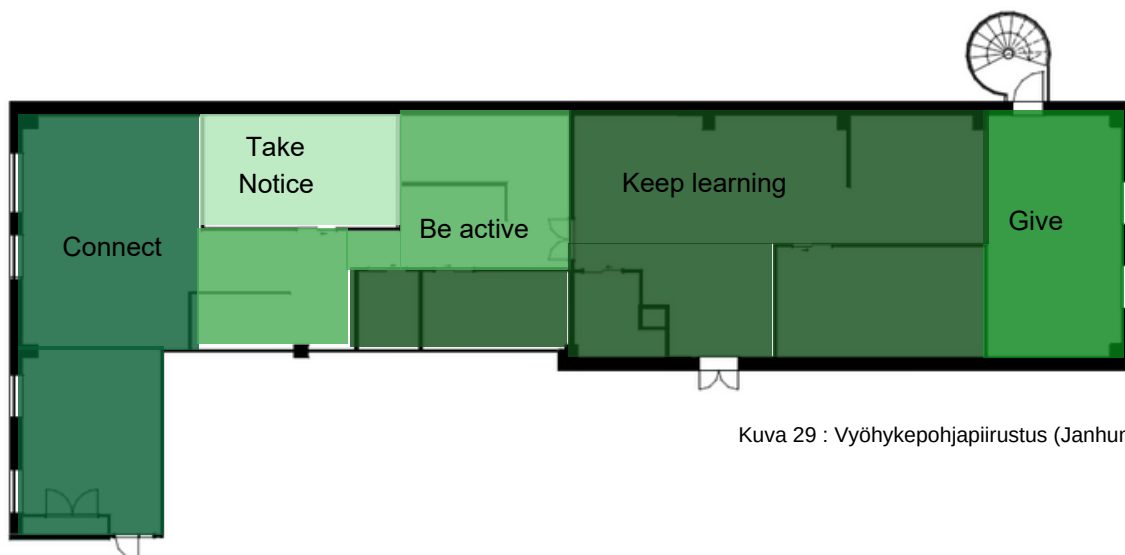 Take
Notice
Connect
Be active
Keep learning
Give
Kuva 29 : Vyöhykepohjapiirustus (Janhun